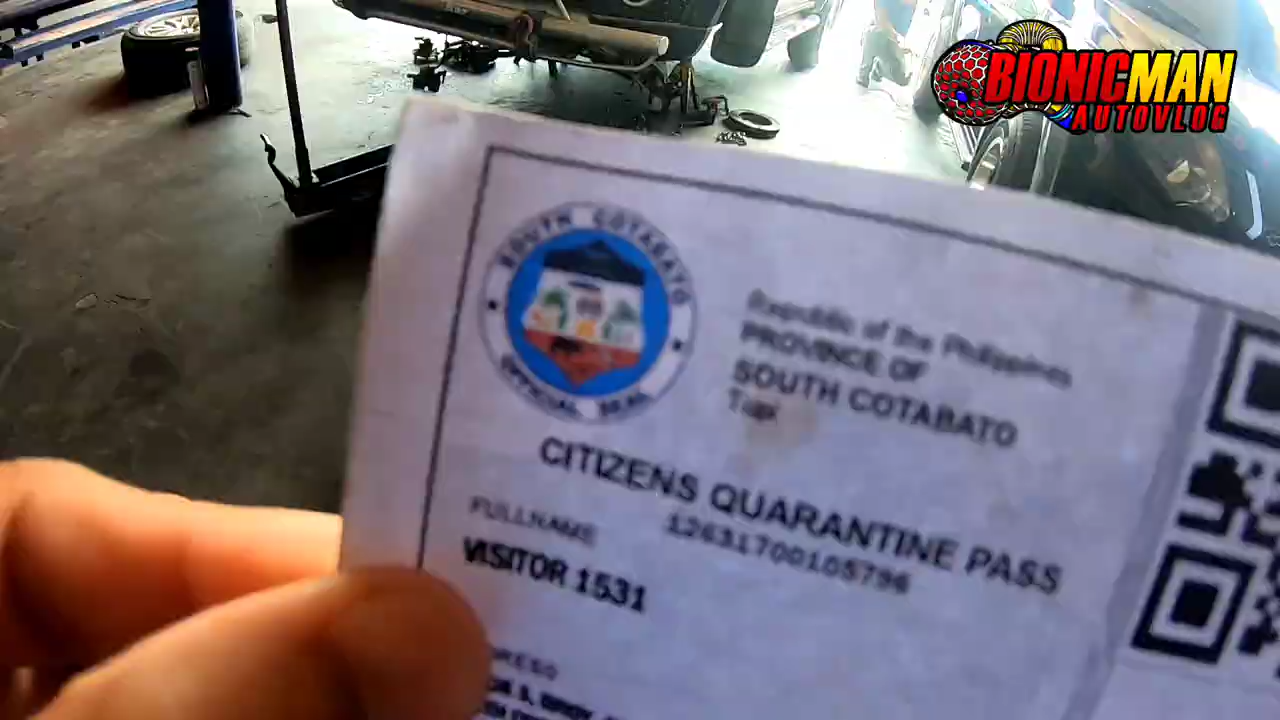 BIONICMAN
AUTOVLOG
SOUTH COTABATO
OFFICIAL SEAL
Republic of the Philippines
PROVINCE OF
SOUTH COTABATO
Tupi
CITIZENS QUARANTINE PASS
12631700105796
FULLNAME
VISITOR 1531